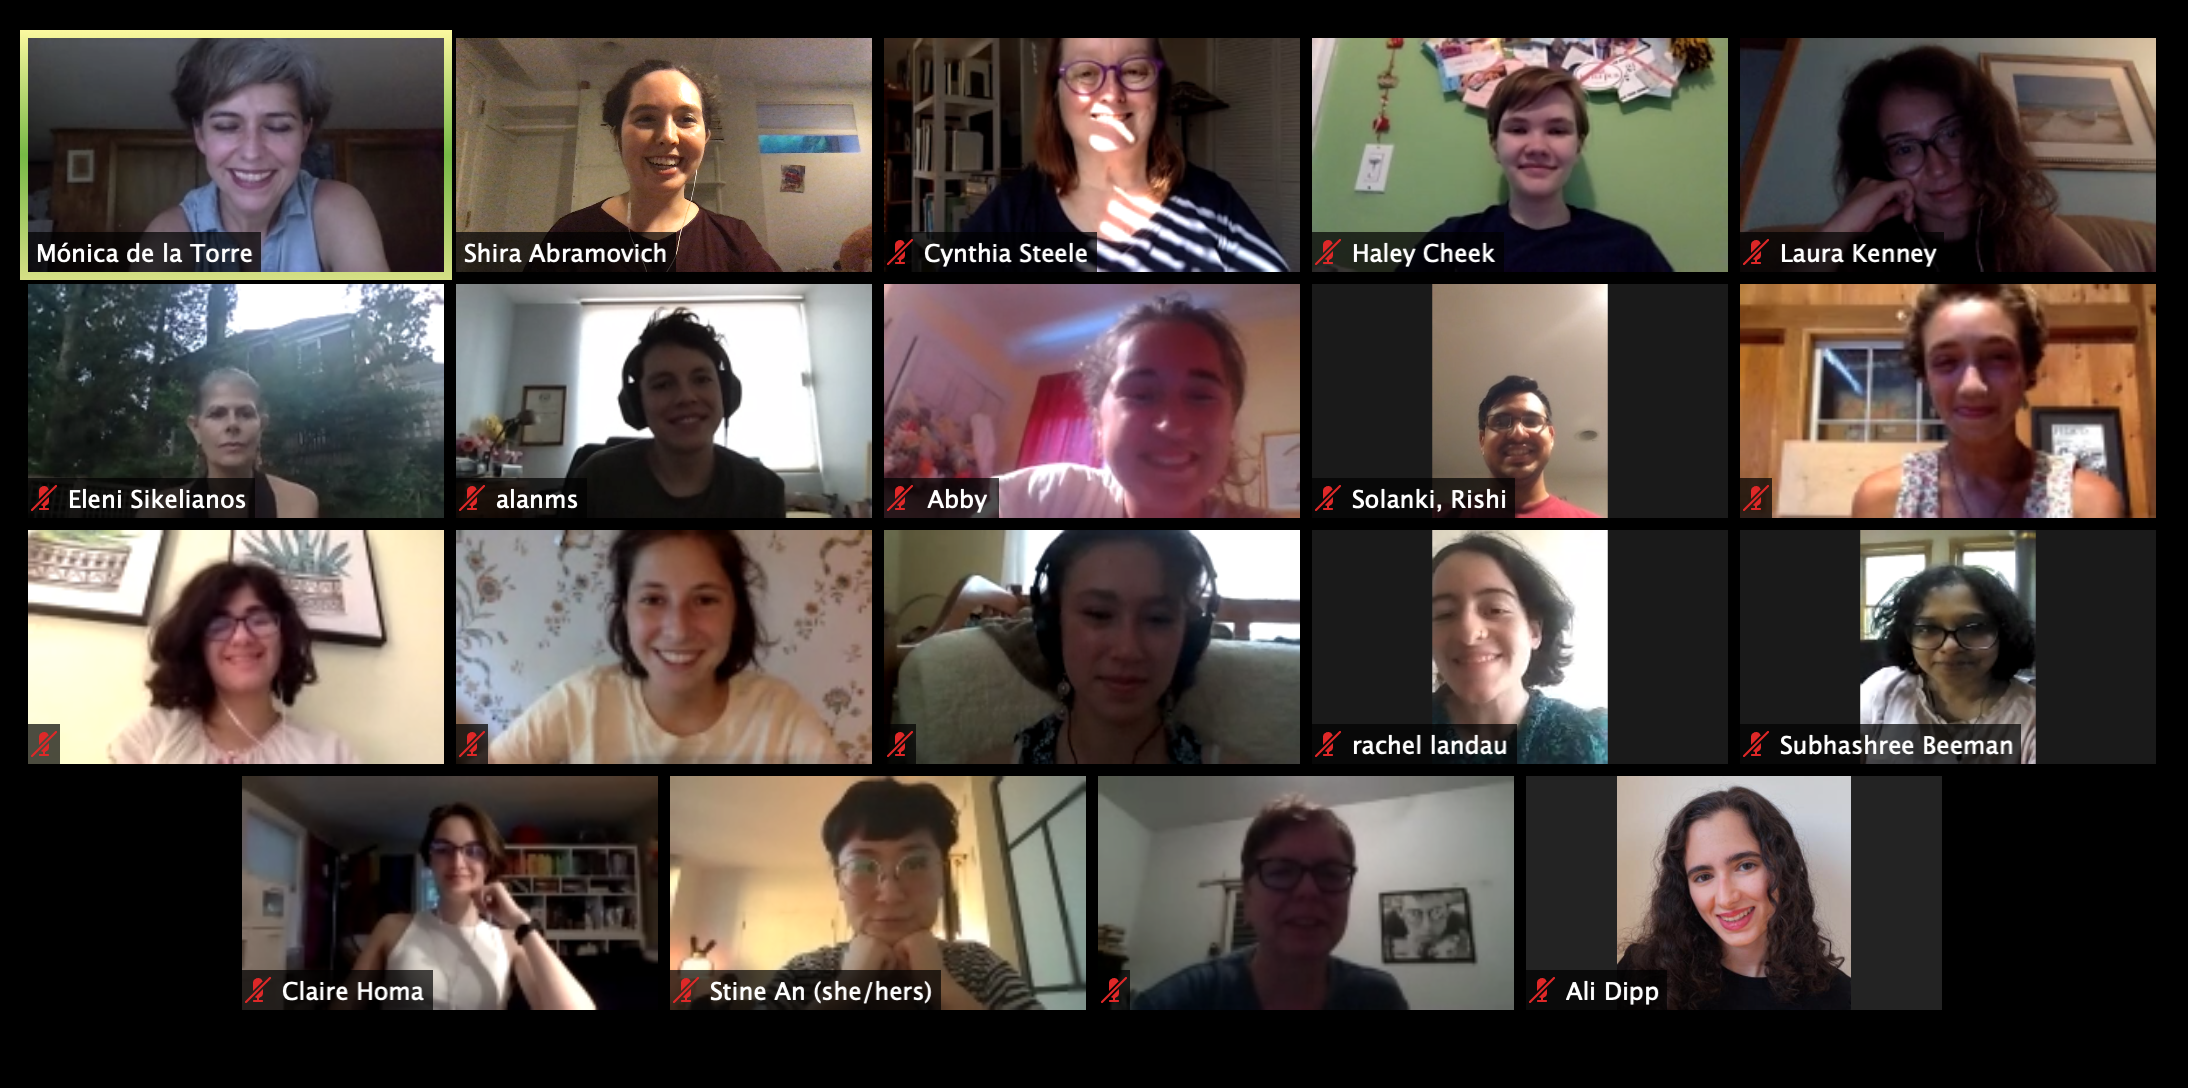 Mónica de la Torre
Shira Abramovich
Cynthia Steele
Haley Cheek
Laura Kenney
Eleni Sikelianos
alanms
Abby
Solanki, Rishi
rachel landau
Subhashree Beeman
Claire Homa
Stine An (she/hers)
Ali Dipp